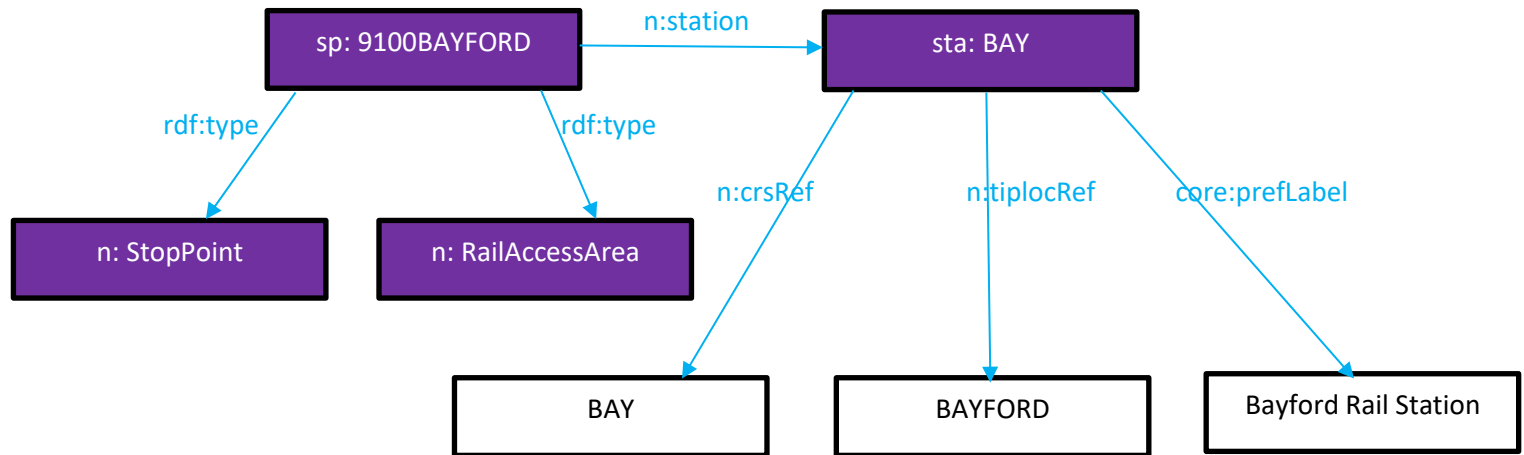 n:station
sp: 9100BAYFORD
sta: BAY
rdf:type
rdf:type
n:crsRef
n:tiplocRef
core:prefLabel
n: StopPoint
n: RailAccessArea
BAY
BAYFORD
Bayford Rail Station